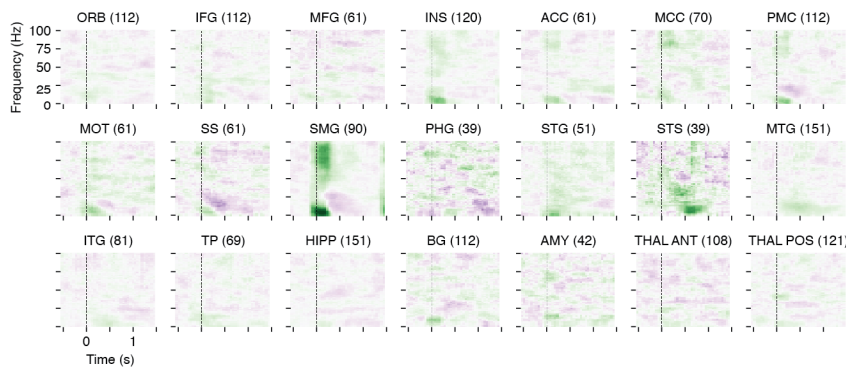 ORB (112) IFG (112) MFG (61) INS (120) ACC (61) MCC (70) PMC (112)
Frequency (Hz)
100
75
50
25
0
MOT (61) SS (61) SMG (90) PHG (39) STG (51) STS (39) MTG (151)
ITG (81) TP (69) HIPP (151) BG (112) AMY (42) THAL ANT (108) THAL POS (121)
0 1
Time (s)